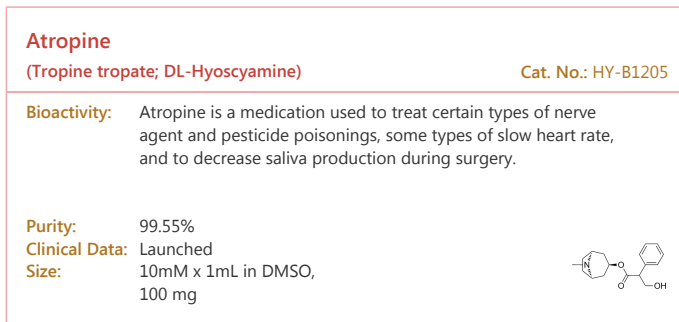 Atropine
(Tropine tropate; DL-Hyoscyamine) Cat. No.: HY-B1205
Bioactivity: Atropine is a medication used to treat certain types of nerve
agent and pesticide poisonings, some types of slow heart rate,
and to decrease saliva production during surgery.
Purity: 99.55%
Clinical Data: Launched
Size: 10mM x 1mL in DMSO,
100 mg
N
O
O
OH